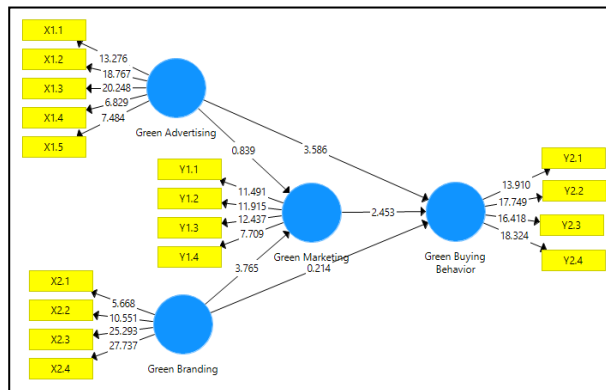 X1.1
X1.2
X1.3
X1.4
X1.5
13.276
18.767
20.248
6.829
7.484
Green Advertising
0.839
3.586
Y1.1
Y1.2
Y1.3
Y1.4
11.491
11.915
12.437
7.709
Green Marketing
2.453
3.765
0.214
Y2.1
Y2.2
Y2.3
Y2.4
13.910
17.749
16.418
18.324
Green Buying
Behavior
X2.1
X2.2
X2.3
X2.4
5.668
10.551
25.293
27.737
Green Branding